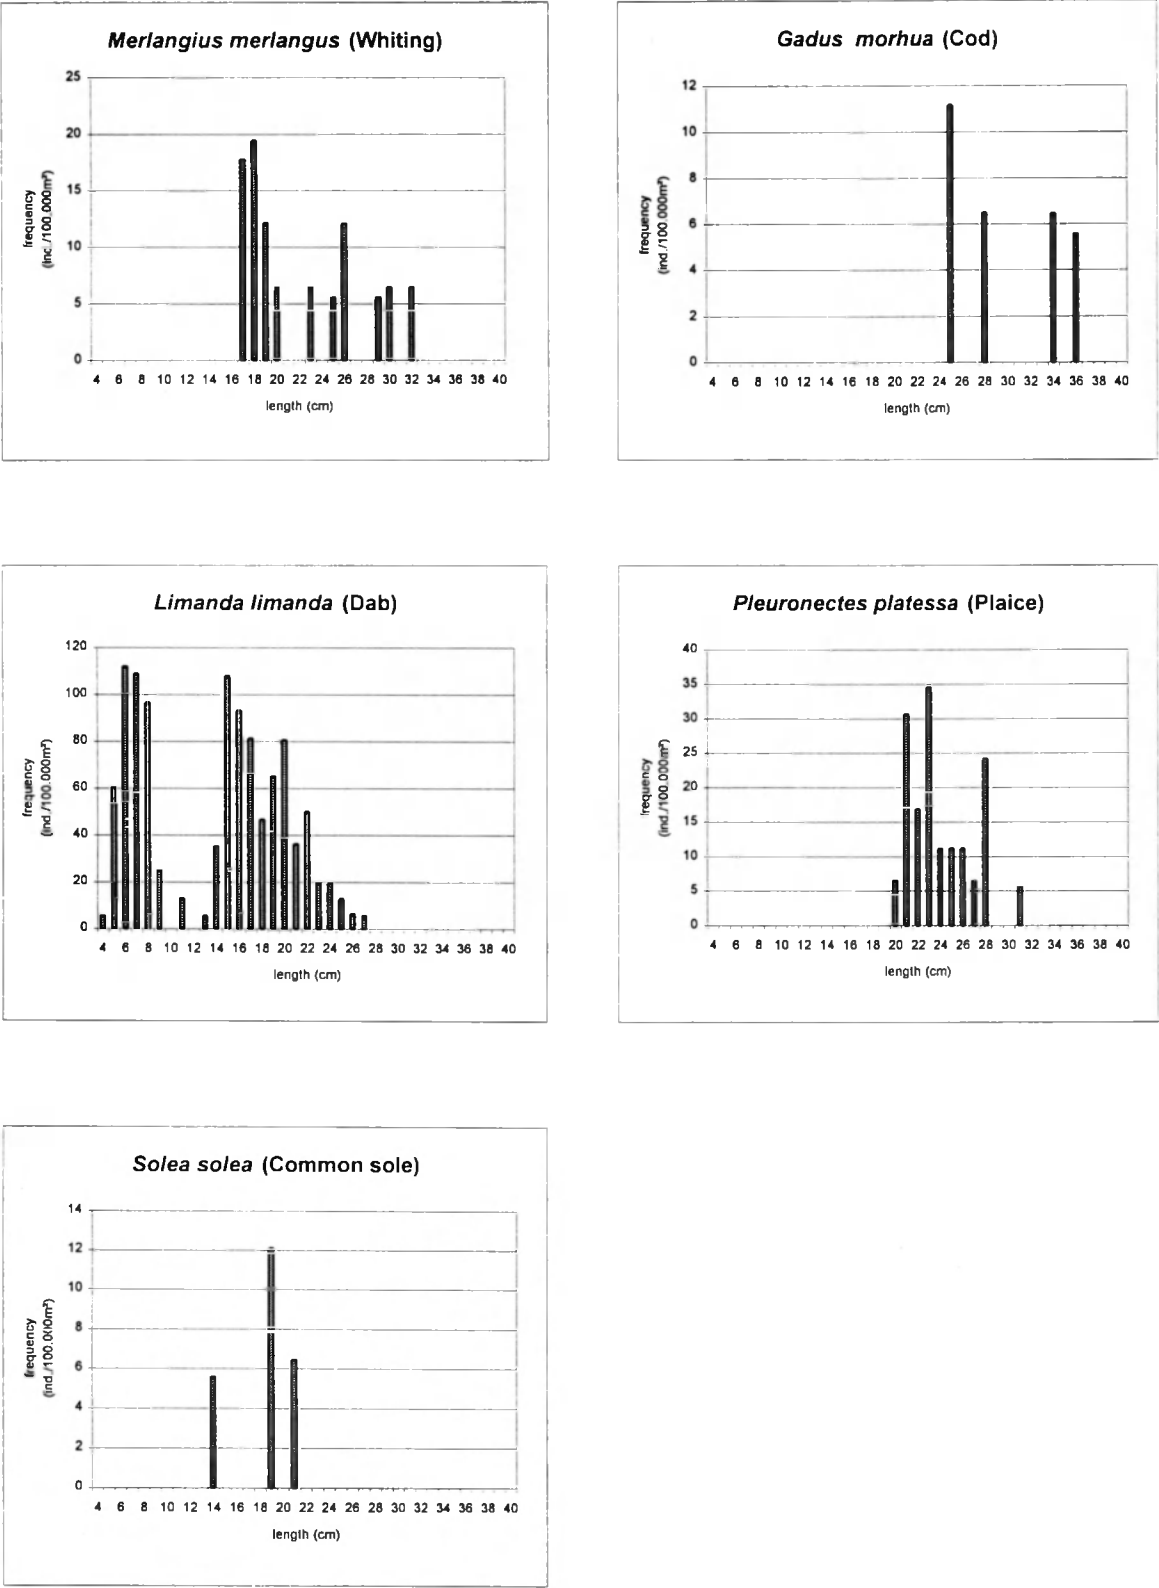 Merlangius merlangus (Whiting)
25
20
15
10
5
0
frequency
(ind./100.000m²)
4 6 8 10 12 14 16 18 20 22 24 26 28 30 32 34 36 38 40
length (cm)
Gadus morhua (Cod)
12
10
8
6
4
2
0
frequency
(ind./100.000m²)
4 6 8 10 12 14 16 18 20 22 24 26 28 30 32 34 36 38 40
length (cm)
Limanda limanda (Dab)
120
100
80
60
40
20
0
frequency
(ind./100.000m²)
4 6 8 10 12 14 16 18 20 22 24 26 28 30 32 34 36 38 40
length (cm)
Pleuronectes platessa (Plaice)
40
35
30
25
20
15
10
5
0
frequency
(ind./100.000m²)
4 6 8 10 12 14 16 18 20 22 24 26 28 30 32 34 36 38 40
length (cm)
Solea solea (Common sole)
14
12
10
8
6
4
2
0
frequency
(ind./100.000m²)
4 6 8 10 12 14 16 18 20 22 24 26 28 30 32 34 36 38 40
length (cm)